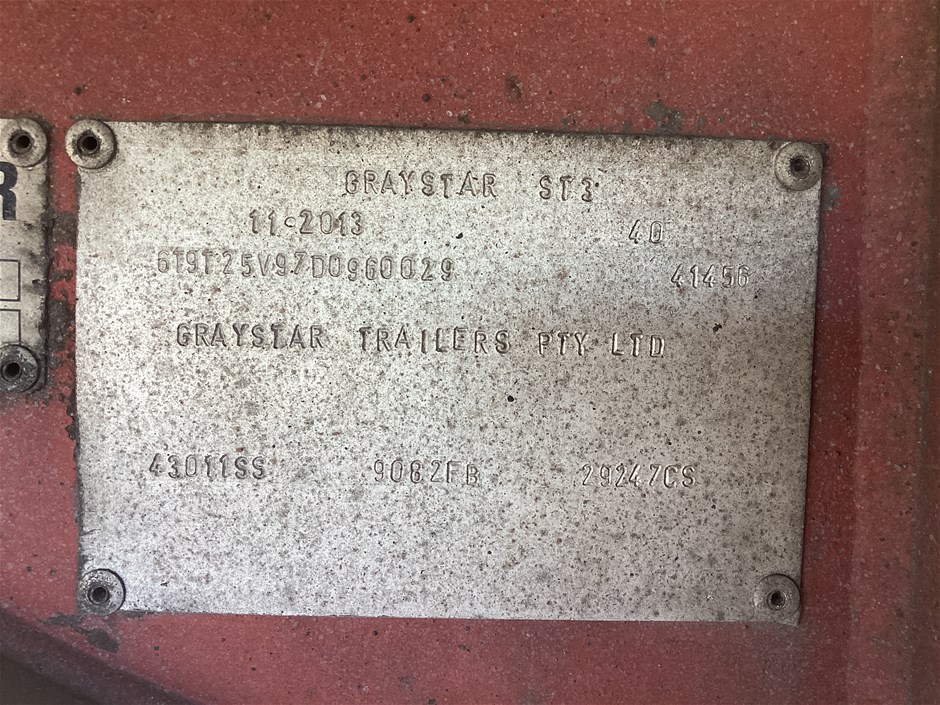 GRAYSTAR ST3
11-2013 40
6T9T25V97D0960029 41456
GRAYSTAR TRAILERS PTY LTD
43011SS 9082FB 29247CS
R